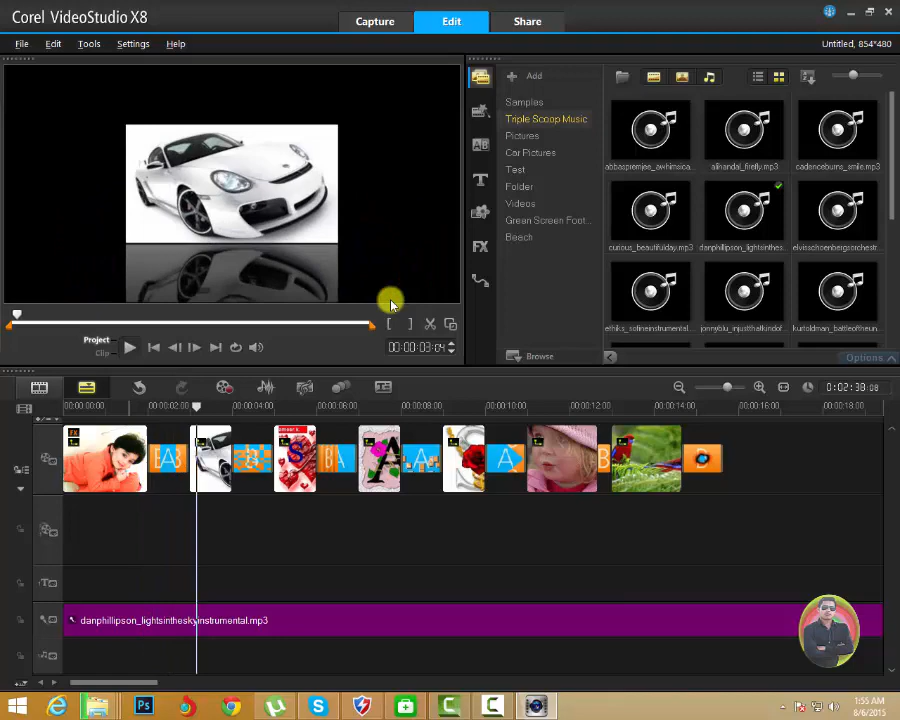 Corel VideoStudio X8
Capture
Edit
Share
File
Edit
Tools
Settings
Help
Untitled, 854*480
Add
Samples
Triple Scoop Music
Pictures
Car Pictures
Test
Folder
Videos
Green Screen Foot...
Beach
abbaspremjee_awhimsica...
alihandal_firefly.mp3
cadenceburns_smile.mp3
curious_beautifulday.mp3
danphillipson_lightsinthes...
elvisschoenbergsorchestr...
ethiks_sofineinstrumental...
jonnyblu_injustthatkindof...
kurtoldman_battleoftheun...
Browse
Options
Project
Clip
00:00:03:04
0:02:38:08
00:00:00:00
00:00:02:00
00:00:04:00
00:00:06:00
00:00:08:00
00:00:10:00
00:00:12:00
00:00:14:00
00:00:16:00
00:00:18:00
danphillipson_lightsintheskyinstrumental.mp3
1:55 AM
8/6/2015